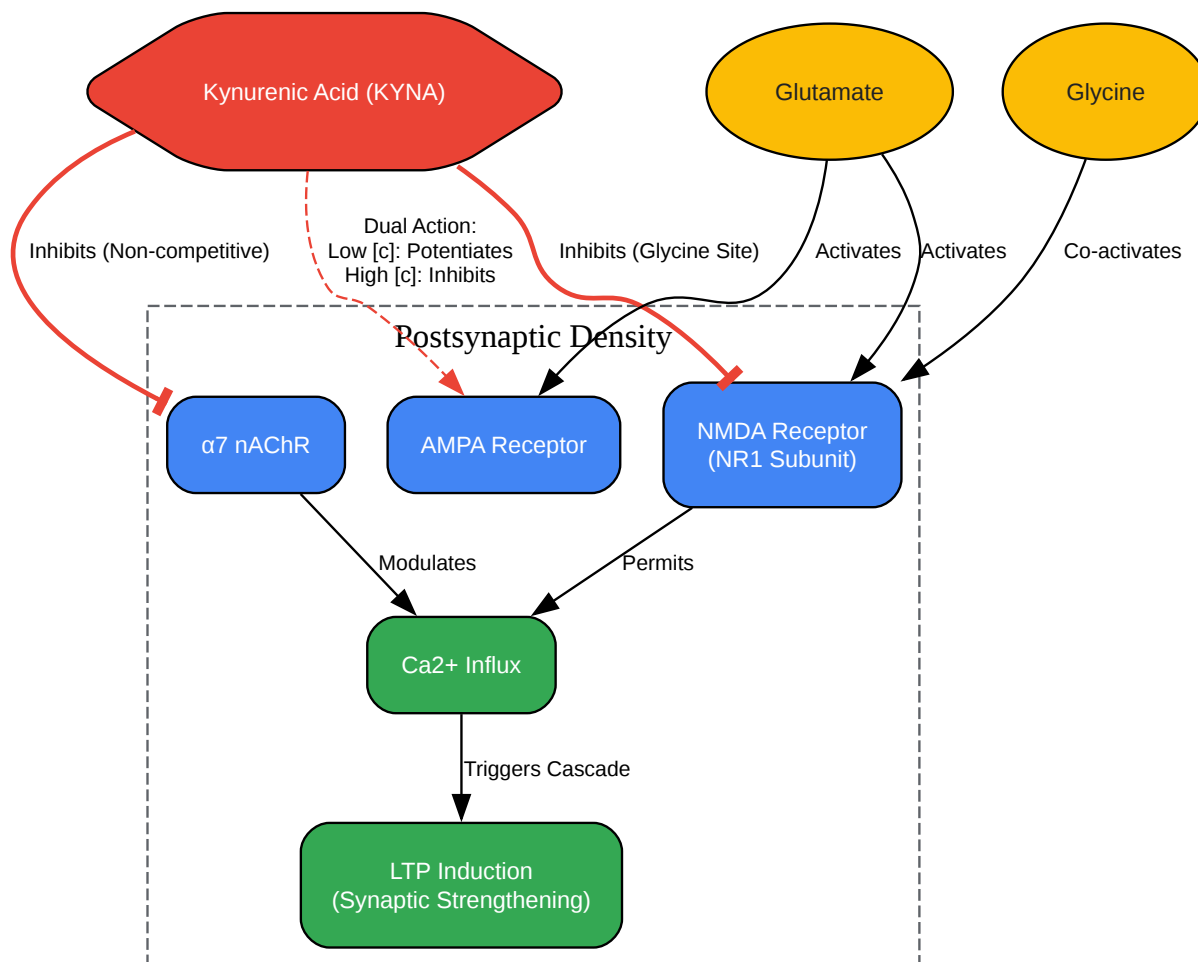 Kynurenic Acid (KYNA)
Glutamate
Glycine
Inhibits (Non-competitive)
Dual Action:
Low [c]: Potentiates
High [c]: Inhibits
Inhibits (Glycine Site)
Activates
Activates
Co-activates
Postsynaptic Density
α7 nAChR
AMPA Receptor
NMDA Receptor
(NR1 Subunit)
Modulates
Permits
Ca2+ Influx
Triggers Cascade
LTP Induction
(Synaptic Strengthening)